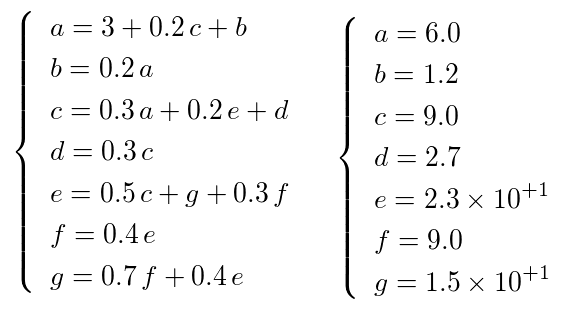 a = 3 + 0.2 c + b
b = 0.2 a
c = 0.3 a + 0.2 e + d
d = 0.3 c
e = 0.5 c + g + 0.3 f
f = 0.4 e
g = 0.7 f + 0.4 e
a = 6.0
b = 1.2
c = 9.0
d = 2.7
e = 2.3 × 10^{+1}
f = 9.0
g = 1.5 × 10^{+1}